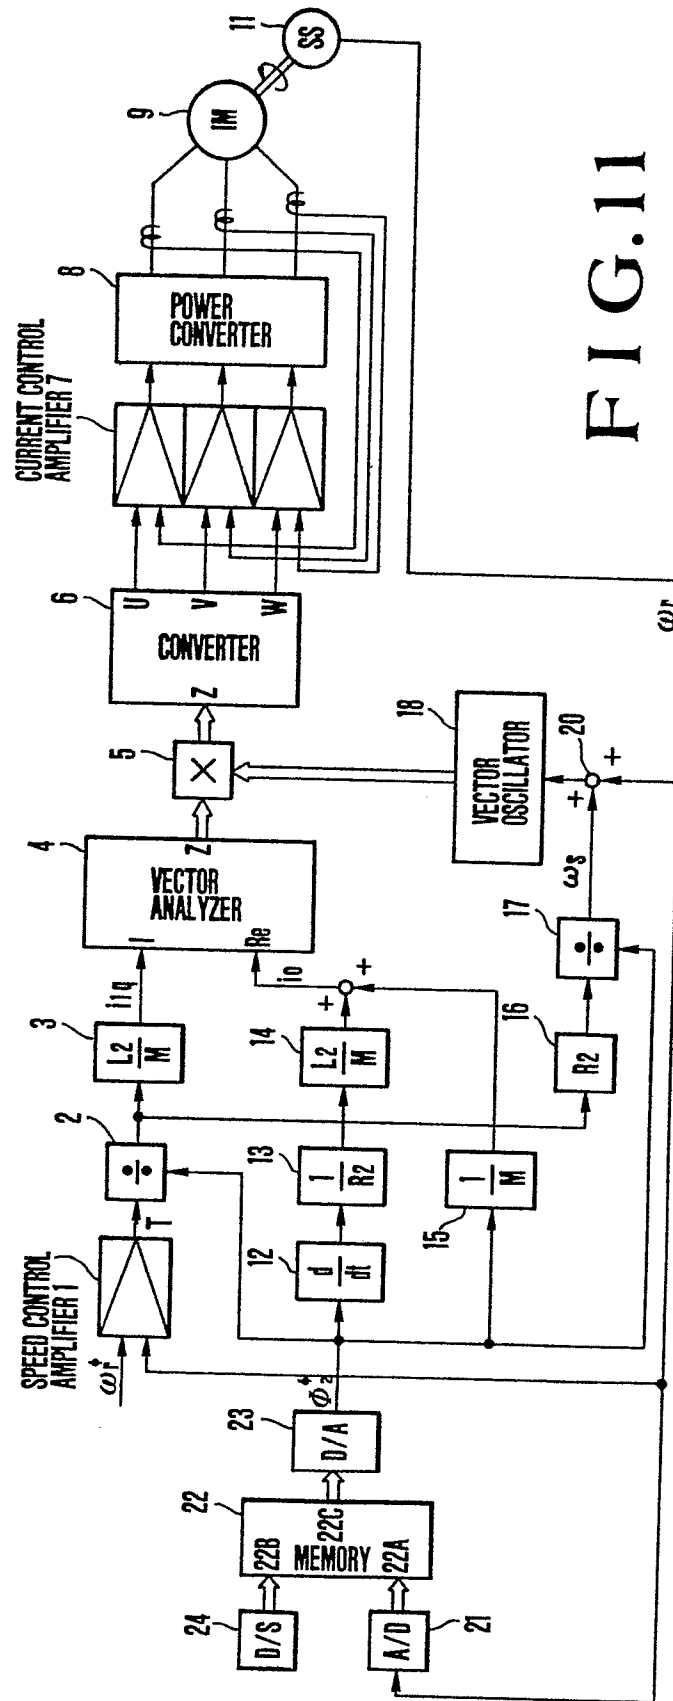 SPEED CONTROL
AMPLIFIER 1
ωr*
T
2
÷
3
L2
M
i1q
4
I
VECTOR
ANALYZER
Z
Re
i0
5
×
6
Z
CONVERTER
U
V
W
CURRENT CONTROL
AMPLIFIER 7
8
POWER
CONVERTER
9
IM
11
SS
24
D/S
22
22B
22C
MEMORY
22A
A/D
21
23
D/A
Φ2*
12
d
dt
13
1
R2
14
L2
M
+
+
15
1
M
16
R2
17
÷
ωs
18
VECTOR
OSCILLATOR
20
+
+
ωr
FIG.11